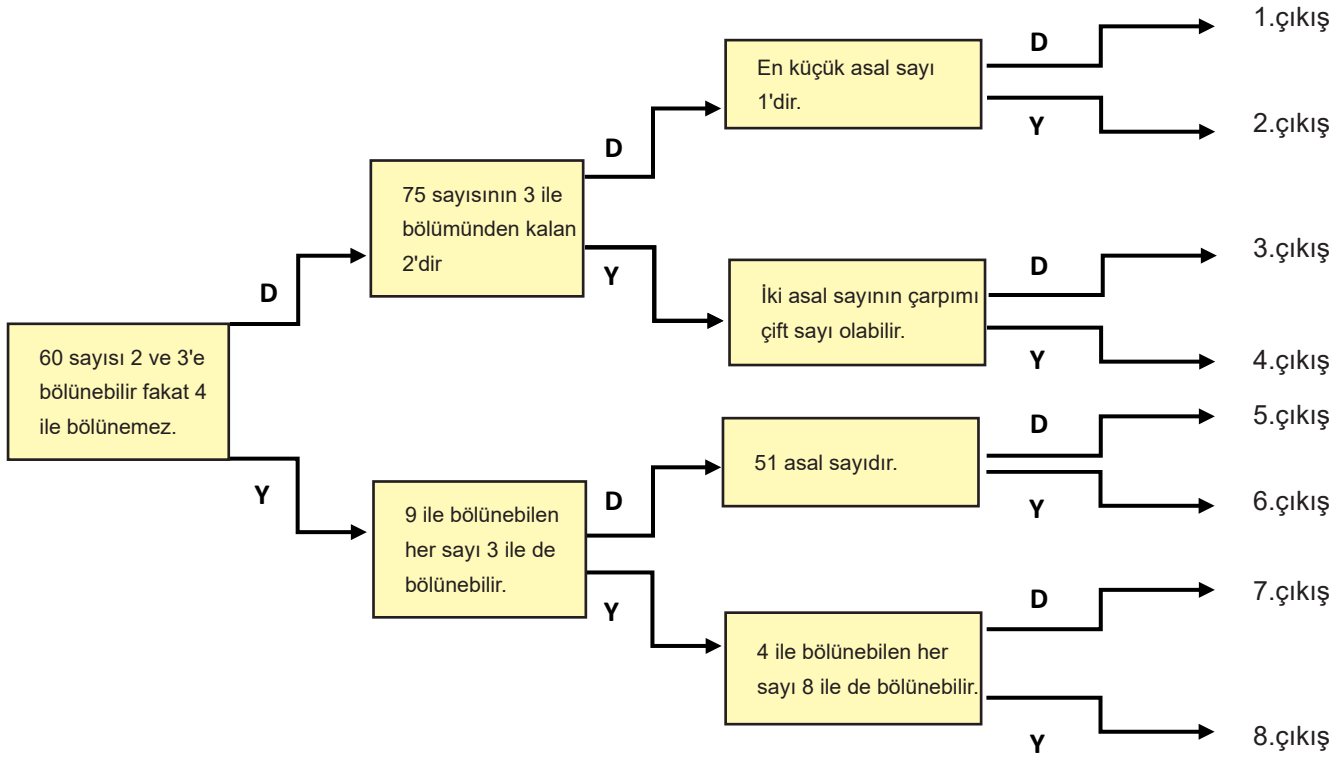 60 sayısı 2 ve 3'e
bölünebilir fakat 4
ile bölünemez.
D
Y
75 sayısının 3 ile
bölümünden kalan
2'dir
D
Y
9 ile bölünebilen
her sayı 3 ile de
bölünebilir.
D
Y
En küçük asal sayı
1'dir.
D
Y
1.çıkış
2.çıkış
İki asal sayının çarpımı
çift sayı olabilir.
D
Y
3.çıkış
4.çıkış
51 asal sayıdır.
D
Y
5.çıkış
6.çıkış
4 ile bölünebilen her
sayı 8 ile de bölünebilir.
D
Y
7.çıkış
8.çıkış